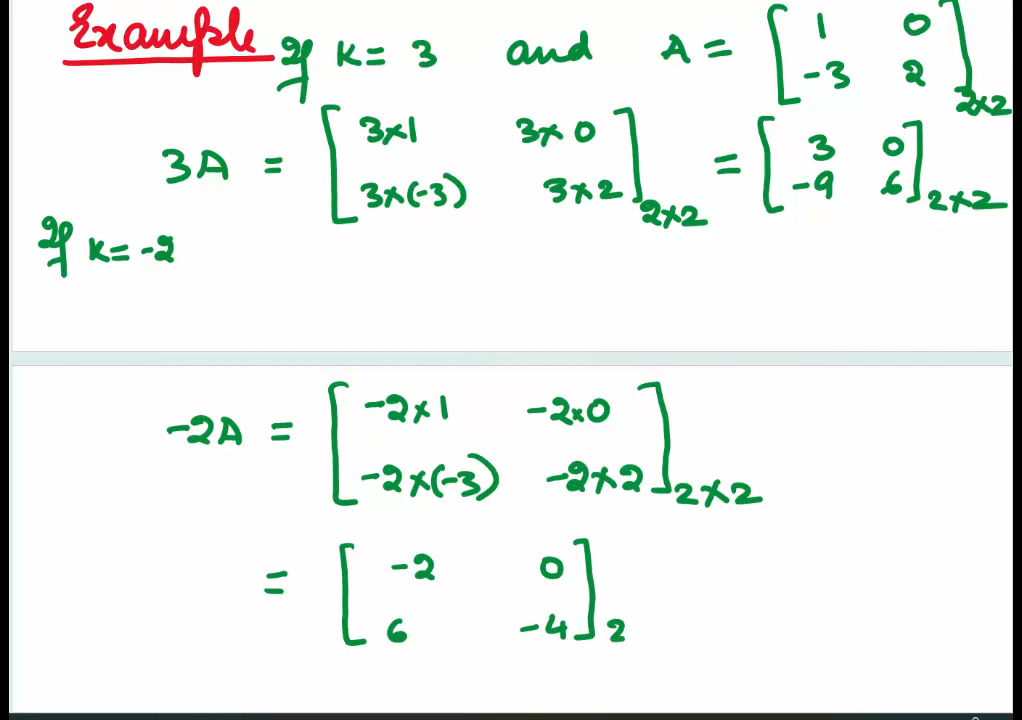 Example If K = 3 and A = [ 1 0
-3 2 ]2×2
3A = [ 3×1 3×0
3×(-3) 3×2 ]2×2 = [ 3 0
-9 6 ]2×2
If K = -2
-2A = [ -2×1 -2×0
-2×(-3) -2×2 ]2×2
= [ -2 0
6 -4 ]2